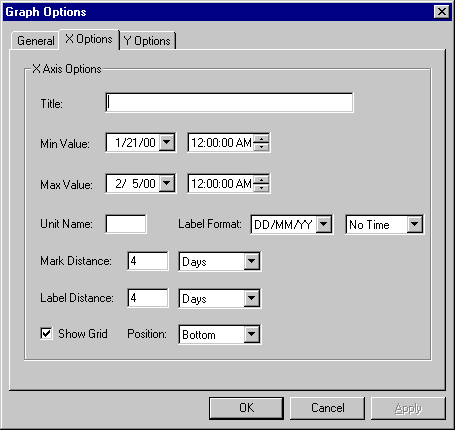 Graph Options
General X Options Y Options
X Axis Options
Title:
Min Value: 1/21/00 12:00:00 AM
Max Value: 2/ 5/00 12:00:00 AM
Unit Name: Label Format: DD/MM/YY No Time
Mark Distance: 4 Days
Label Distance: 4 Days
Show Grid Position: Bottom
OK Cancel Apply